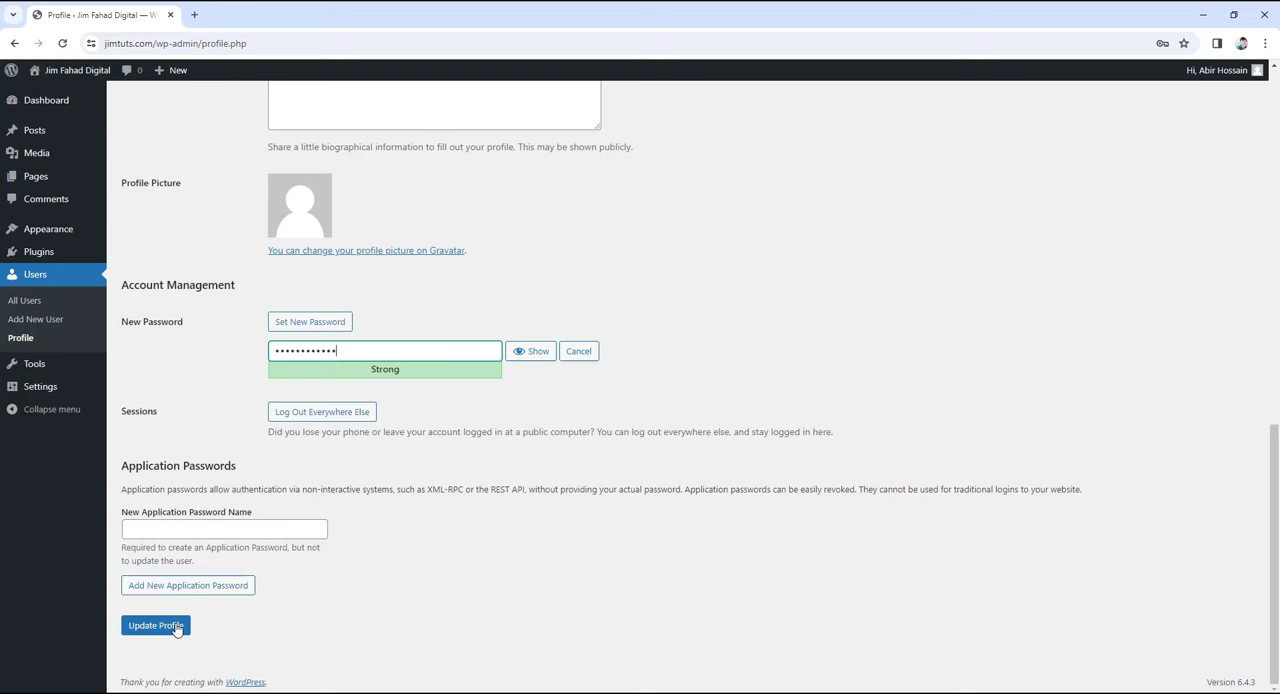 Profile ‹ Jim Fahad Digital — W
jimtuts.com/wp-admin/profile.php
Jim Fahad Digital 0 New Hi, Abir Hossain
Dashboard
Posts
Media
Pages
Comments
Appearance
Plugins
Users
All Users
Add New User
Profile
Tools
Settings
Collapse menu
Share a little biographical information to fill out your profile. This may be shown publicly.
Profile Picture
You can change your profile picture on Gravatar.
Account Management
New Password Set New Password
•••••••••••• Show Cancel
Strong
Sessions Log Out Everywhere Else
Did you lose your phone or leave your account logged in at a public computer? You can log out everywhere else, and stay logged in here.
Application Passwords
Application passwords allow authentication via non-interactive systems, such as XML-RPC or the REST API, without providing your actual password. Application passwords can be easily revoked. They cannot be used for traditional logins to your website.
New Application Password Name
Required to create an Application Password, but not
to update the user.
Add New Application Password
Update Profile
Thank you for creating with WordPress. Version 6.4.3